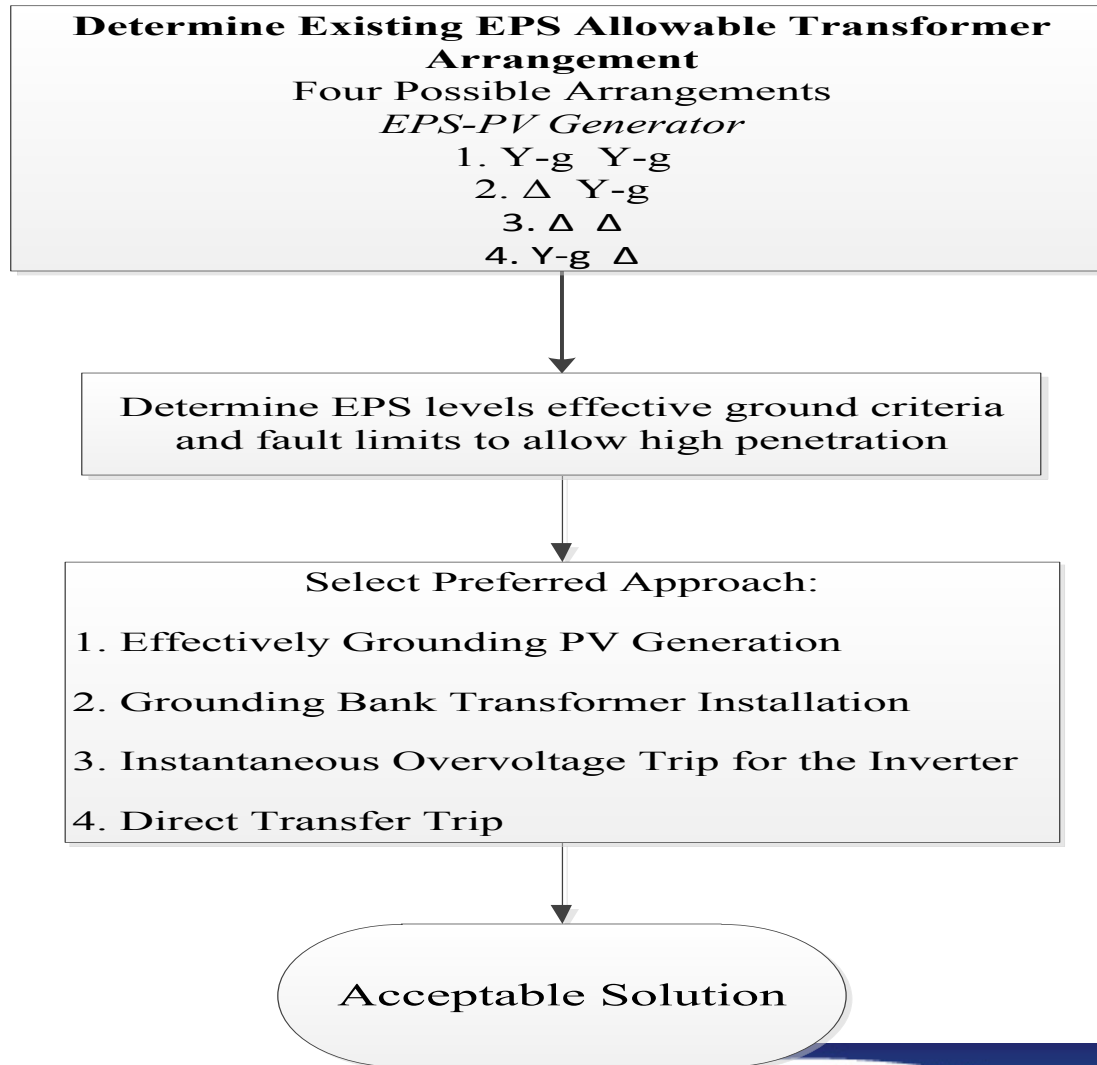 Determine Existing EPS Allowable Transformer
Arrangement
Four Possible Arrangements
EPS-PV Generator
1. Y-g Y-g
2. Δ Y-g
3. Δ Δ
4. Y-g Δ
Determine EPS levels effective ground criteria
and fault limits to allow high penetration
Select Preferred Approach:
1. Effectively Grounding PV Generation
2. Grounding Bank Transformer Installation
3. Instantaneous Overvoltage Trip for the Inverter
4. Direct Transfer Trip
Acceptable Solution